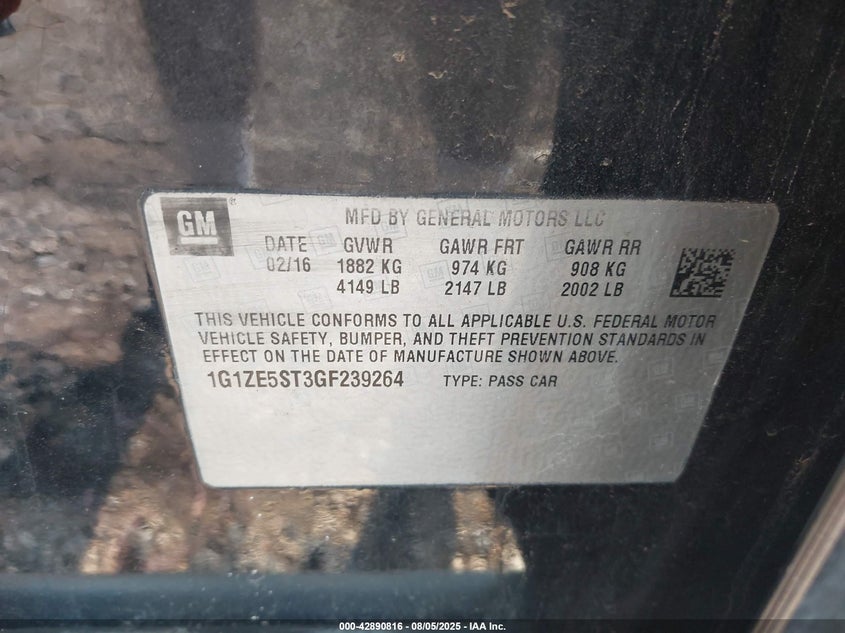 GM
MFD BY GENERAL MOTORS LLC
DATE GVWR GAWR FRT GAWR RR
02/16 1882 KG 974 KG 908 KG
4149 LB 2147 LB 2002 LB
THIS VEHICLE CONFORMS TO ALL APPLICABLE U.S. FEDERAL MOTOR
VEHICLE SAFETY, BUMPER, AND THEFT PREVENTION STANDARDS IN
EFFECT ON THE DATE OF MANUFACTURE SHOWN ABOVE.
1G1ZE5ST3GF239264 TYPE: PASS CAR
000-42890816 - 08/05/2025 - IAA Inc.